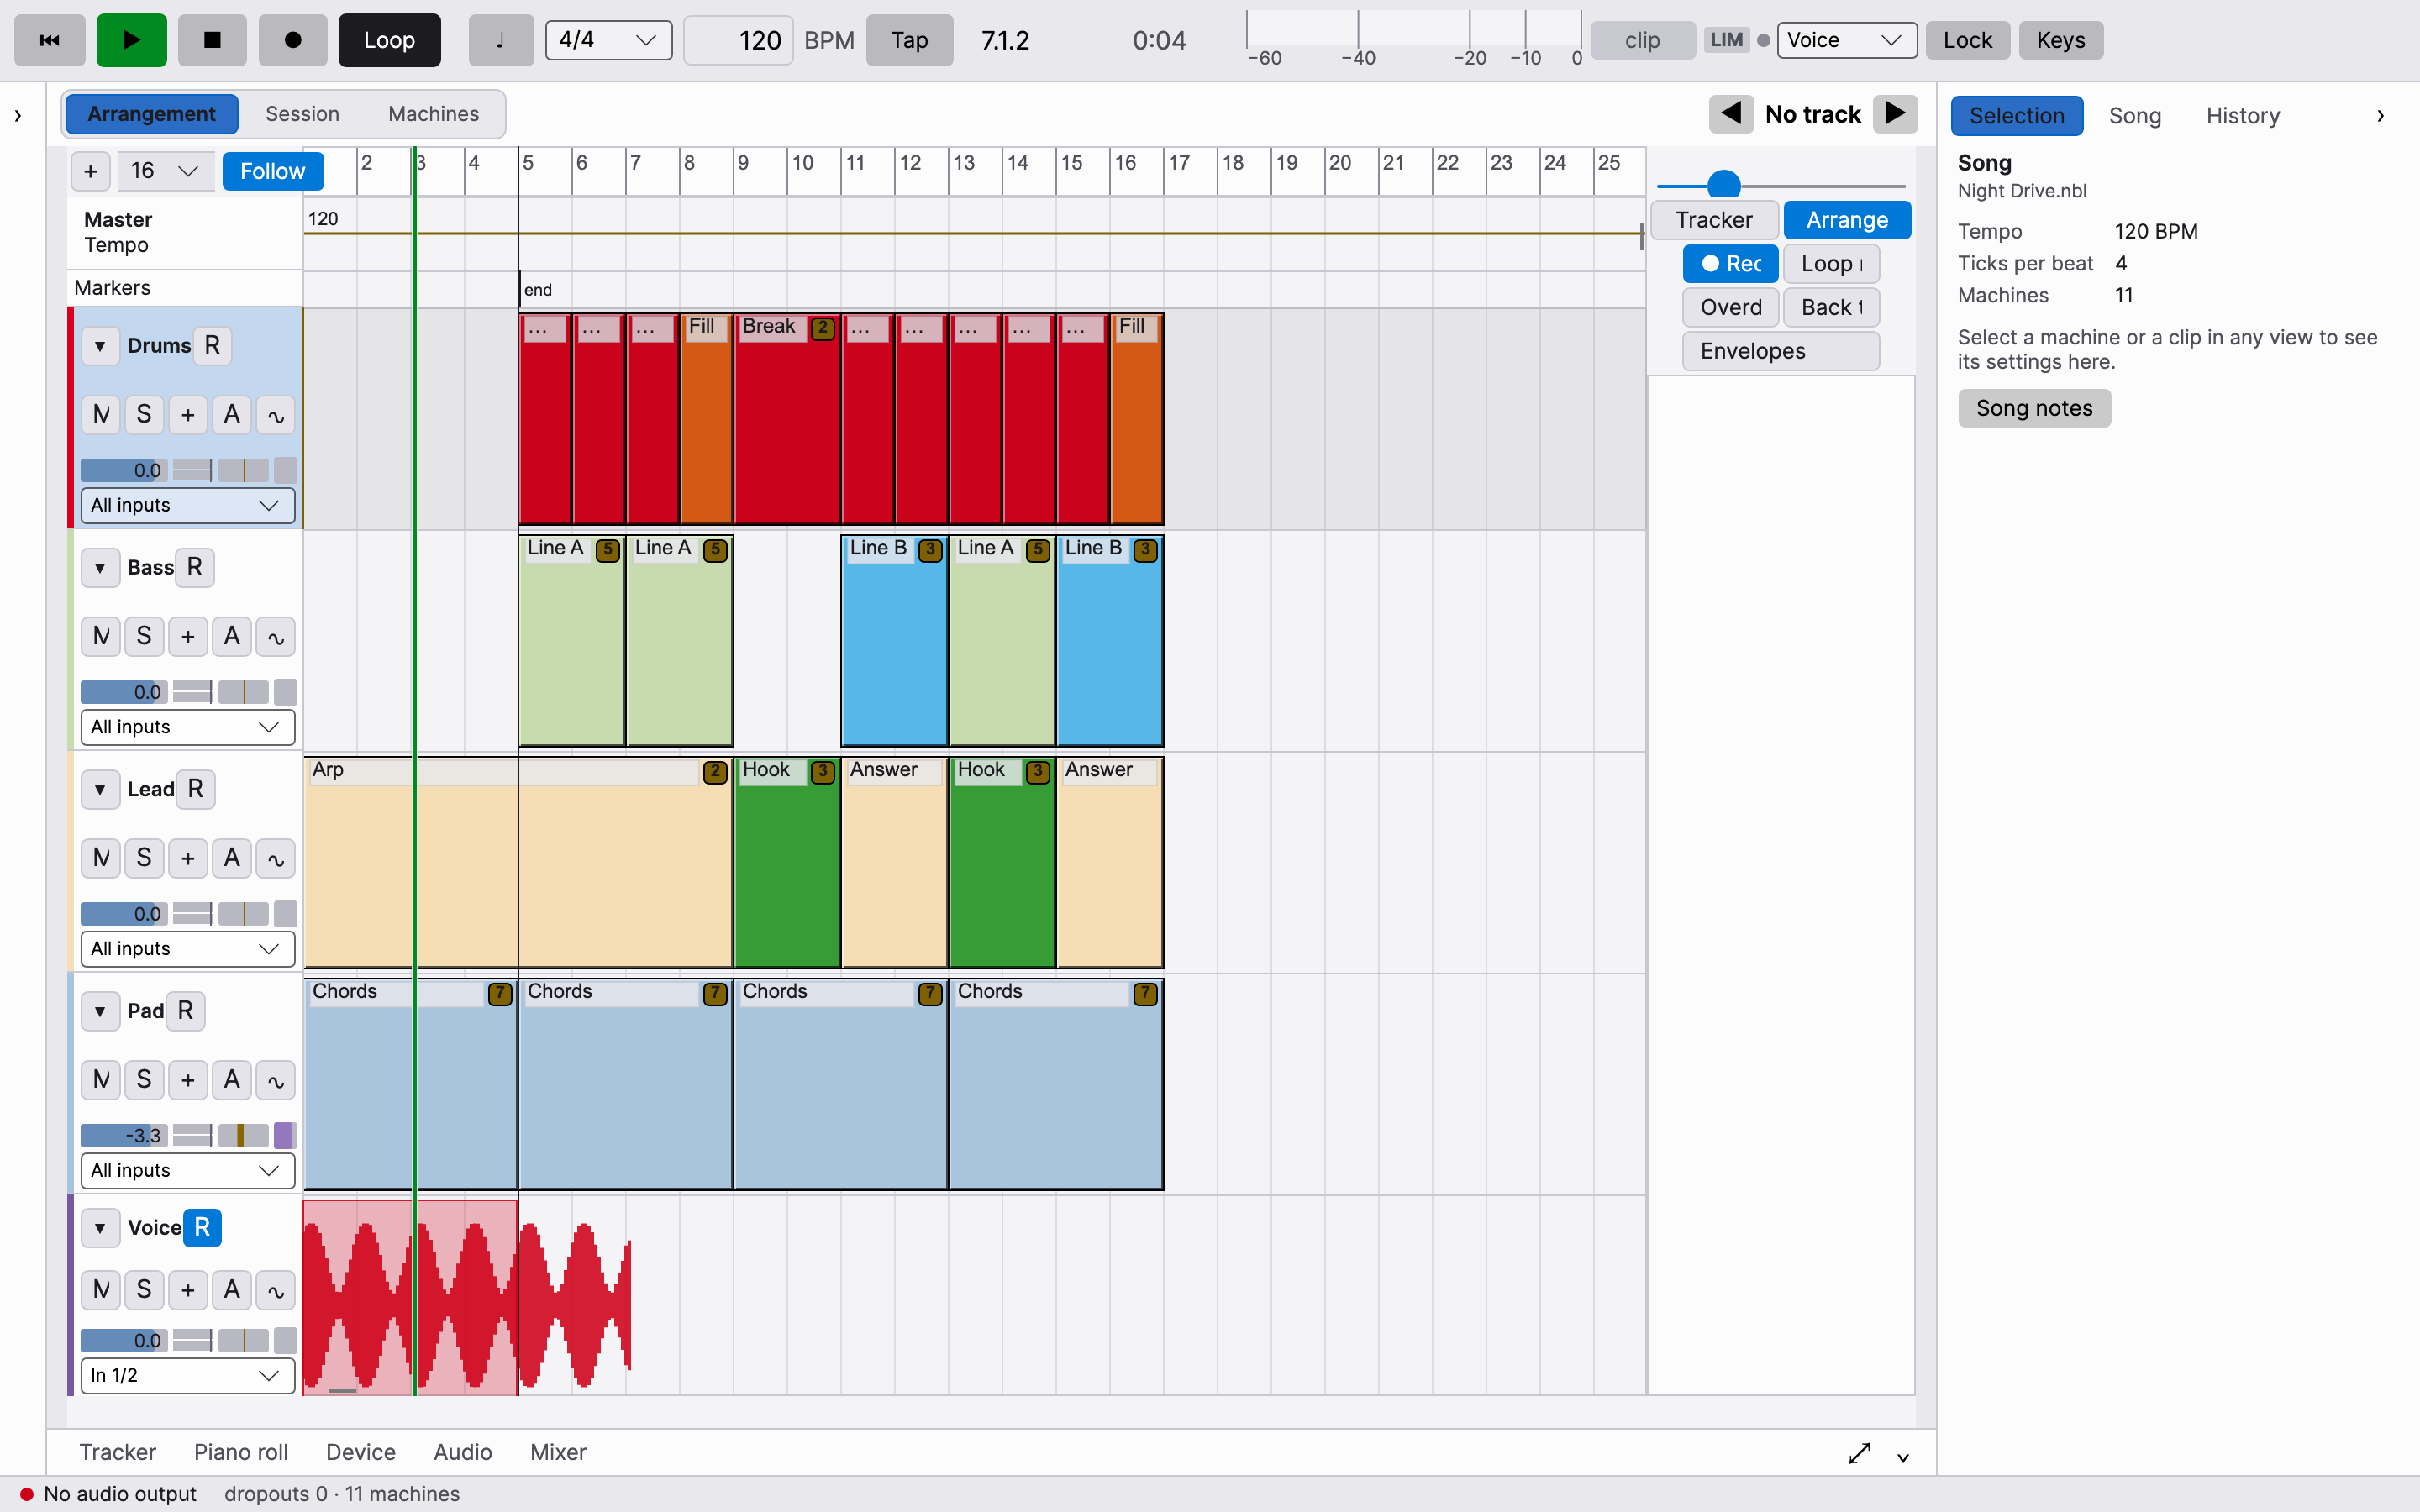 Loop 4/4 120 BPM Tap 7.1.2 0:04 -60 -40 -20 -10 0 clip LIM Voice Lock Keys
Arrangement Session Machines No track Selection Song History
+ 16 Follow 2 3 4 5 6 7 8 9 10 11 12 13 14 15 16 17 18 19 20 21 22 23 24 25
Song
Night Drive.nbl
Master
Tempo
120
Tracker Arrange
Tempo 120 BPM
Rec Loop
Ticks per beat 4
Markers
end
Overd Back t
Machines 11
Envelopes
Select a machine or a clip in any view to see
its settings here.
Song notes
Drums R
... ... ... Fill Break 2 ... ... ... ... ... Fill
M S + A ∿
0.0
All inputs
Bass R
Line A 5 Line A 5 Line B 3 Line A 5 Line B 3
M S + A ∿
0.0
All inputs
Lead R
Arp 2 Hook 3 Answer Hook 3 Answer
M S + A ∿
0.0
All inputs
Pad R
Chords 7 Chords 7 Chords 7 Chords 7
M S + A ∿
-3.3
All inputs
Voice R
M S + A ∿
0.0
In 1/2
Tracker Piano roll Device Audio Mixer
No audio output dropouts 0 · 11 machines